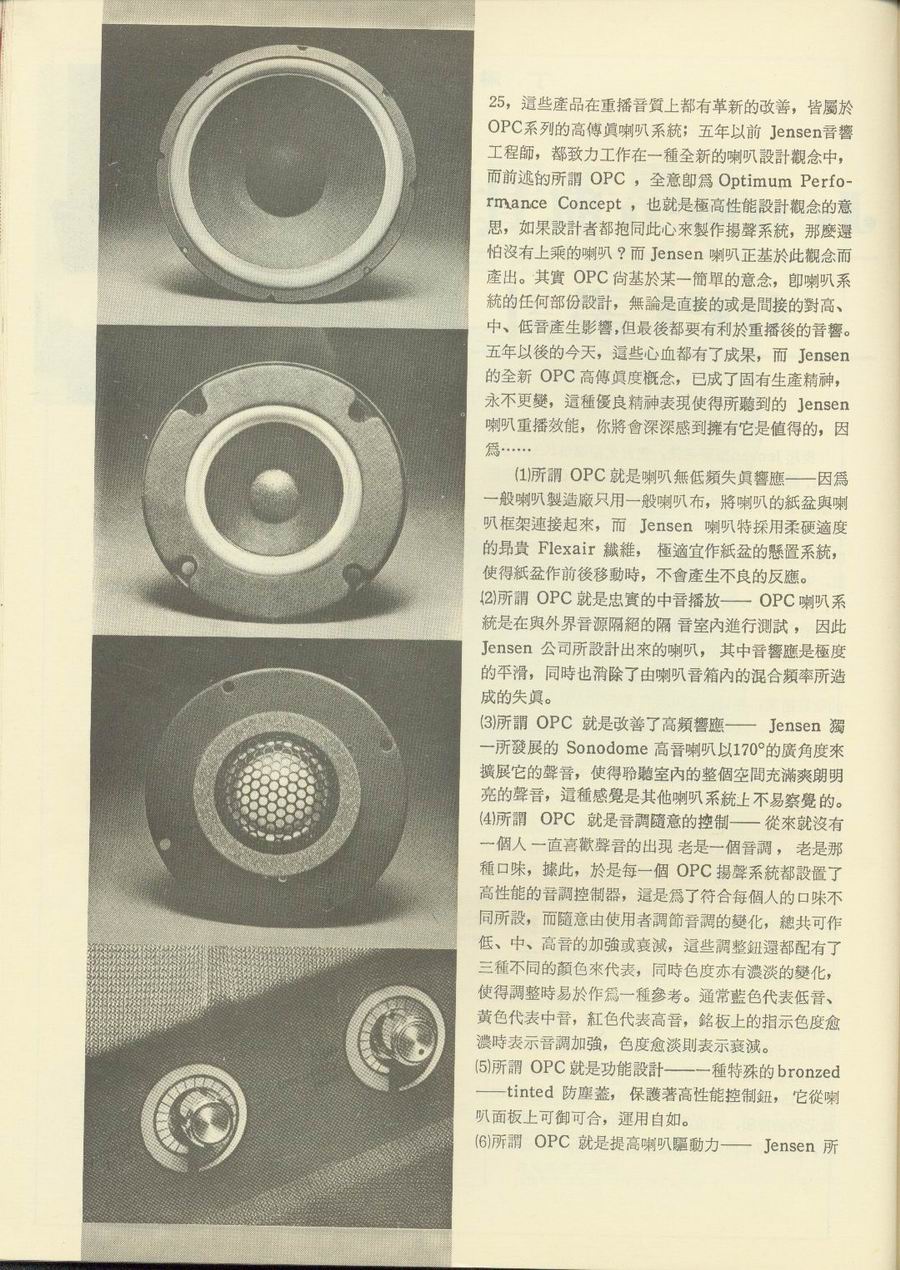 25，這些產品在重播音質上都有革新的改善，皆屬於
OPC系列的高傳眞喇叭系統；五年以前 Jensen音響
工程師，都致力工作在一種全新的喇叭設計觀念中，
而前述的所謂 OPC ，全意卽爲 Optimum Perfo-
rmance Concept ，也就是極高性能設計觀念的意
思，如果設計者都抱同此心來製作揚聲系統，那麼還
怕沒有上乘的喇叭？而 Jensen 喇叭正基於此觀念而
產出。其實 OPC 尙基於某一簡單的意念，卽喇叭系
統的任何部份設計，無論是直接的或是間接的對高、
中、低音產生影響，但最後都要有利於重播後的音響。
五年以後的今天，這些心血都有了成果，而 Jensen
的全新 OPC 高傳眞度概念，已成了固有生產精神，
永不更變，這種優良精神表現使得所聽到的 Jensen
喇叭重播效能，你將會深深感到擁有它是值得的，因
爲……
(1)所謂 OPC 就是喇叭無低頻失眞響應——因爲
一般喇叭製造廠只用一般喇叭布，將喇叭的紙盆與喇
叭框架連接起來，而 Jensen 喇叭特採用柔硬適度
的昂貴 Flexair 纖維， 極適宜作紙盆的懸置系統，
使得紙盆作前後移動時，不會產生不良的反應。
(2)所謂 OPC 就是忠實的中音播放—— OPC 喇叭系
統是在與外界音源隔絕的隔 音室內進行測試 ， 因此
Jensen 公司所設計出來的喇叭， 其中音響應是極度
的平滑，同時也消除了由喇叭音箱內的混合頻率所造
成的失眞。
(3)所謂 OPC 就是改善了高頻響應—— Jensen 獨
一所發展的 Sonodome 高音喇叭以170°的廣角度來
擴展它的聲音，使得聆聽室內的整個空間充滿爽朗明
亮的聲音，這種感覺是其他喇叭系統上不易察覺的。
(4)所謂 OPC 就是音調隨意的控制—— 從來就沒有
一個人 一直喜歡聲音的出現 老是一個音調 ， 老是那
種口味，據此，於是每一個 OPC 揚聲系統都設置了
高性能的音調控制器，這是爲了符合每個人的口味不
同所設，而隨意由使用者調節音調的變化，總共可作
低、中、高音的加強或衰減，這些調整鈕還都配有了
三種不同的顏色來代表，同時色度亦有濃淡的變化，
使得調整時易於作爲一種參考。通常藍色代表低音、
黃色代表中音，紅色代表高音，銘板上的指示色度愈
濃時表示音調加強，色度愈淡則表示衰減。
(5)所謂 OPC 就是功能設計———一種特殊的bronzed
——tinted 防塵蓋， 保護著高性能控制鈕， 它從喇
叭面板上可御可合，運用自如。
(6)所謂 OPC 就是提高喇叭驅動力—— Jensen 所